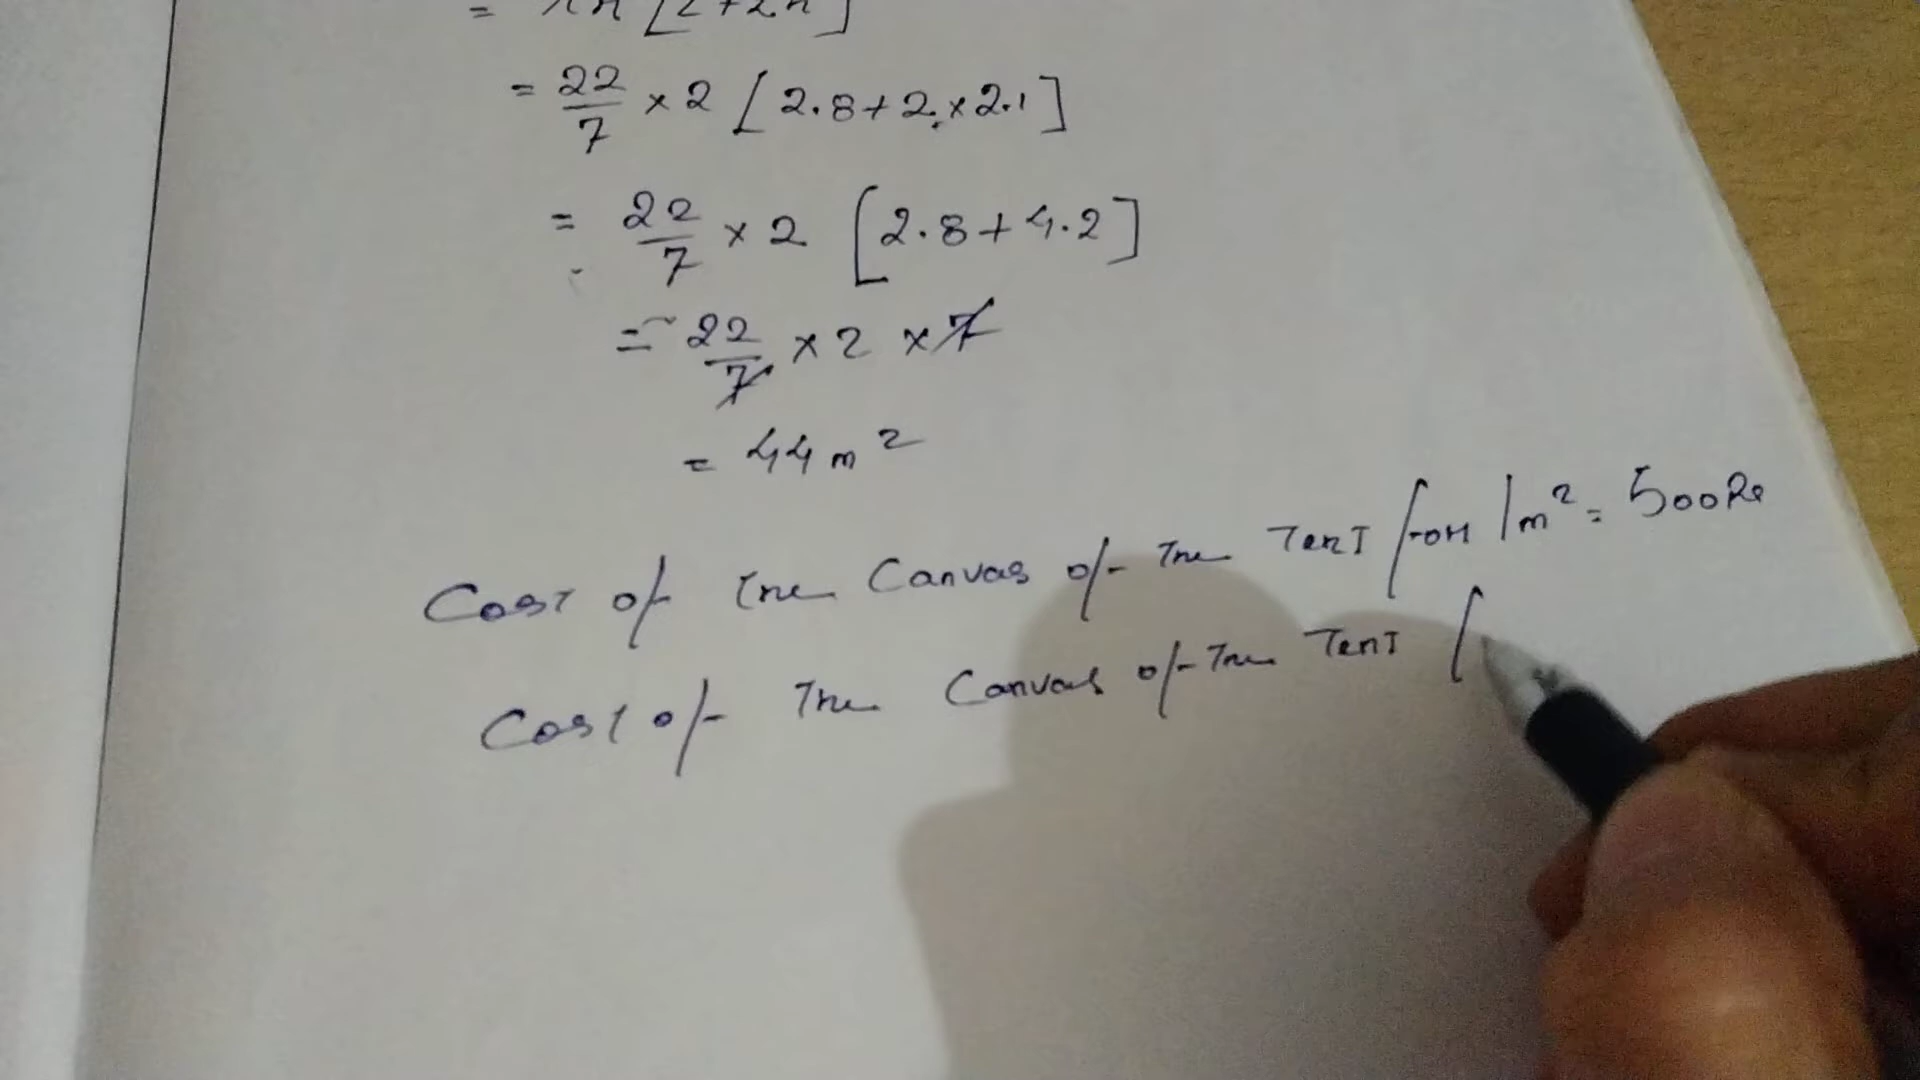 = πr [l+2h]
= 22/7 × 2 [2.8+2×2.1]
= 22/7 × 2 [2.8+4.2]
= 22/7 × 2 × 7
= 44 m²
Cost of the Canvas of the Tent for 1m² = 500Rs
Cost of the Canvas of the Tent